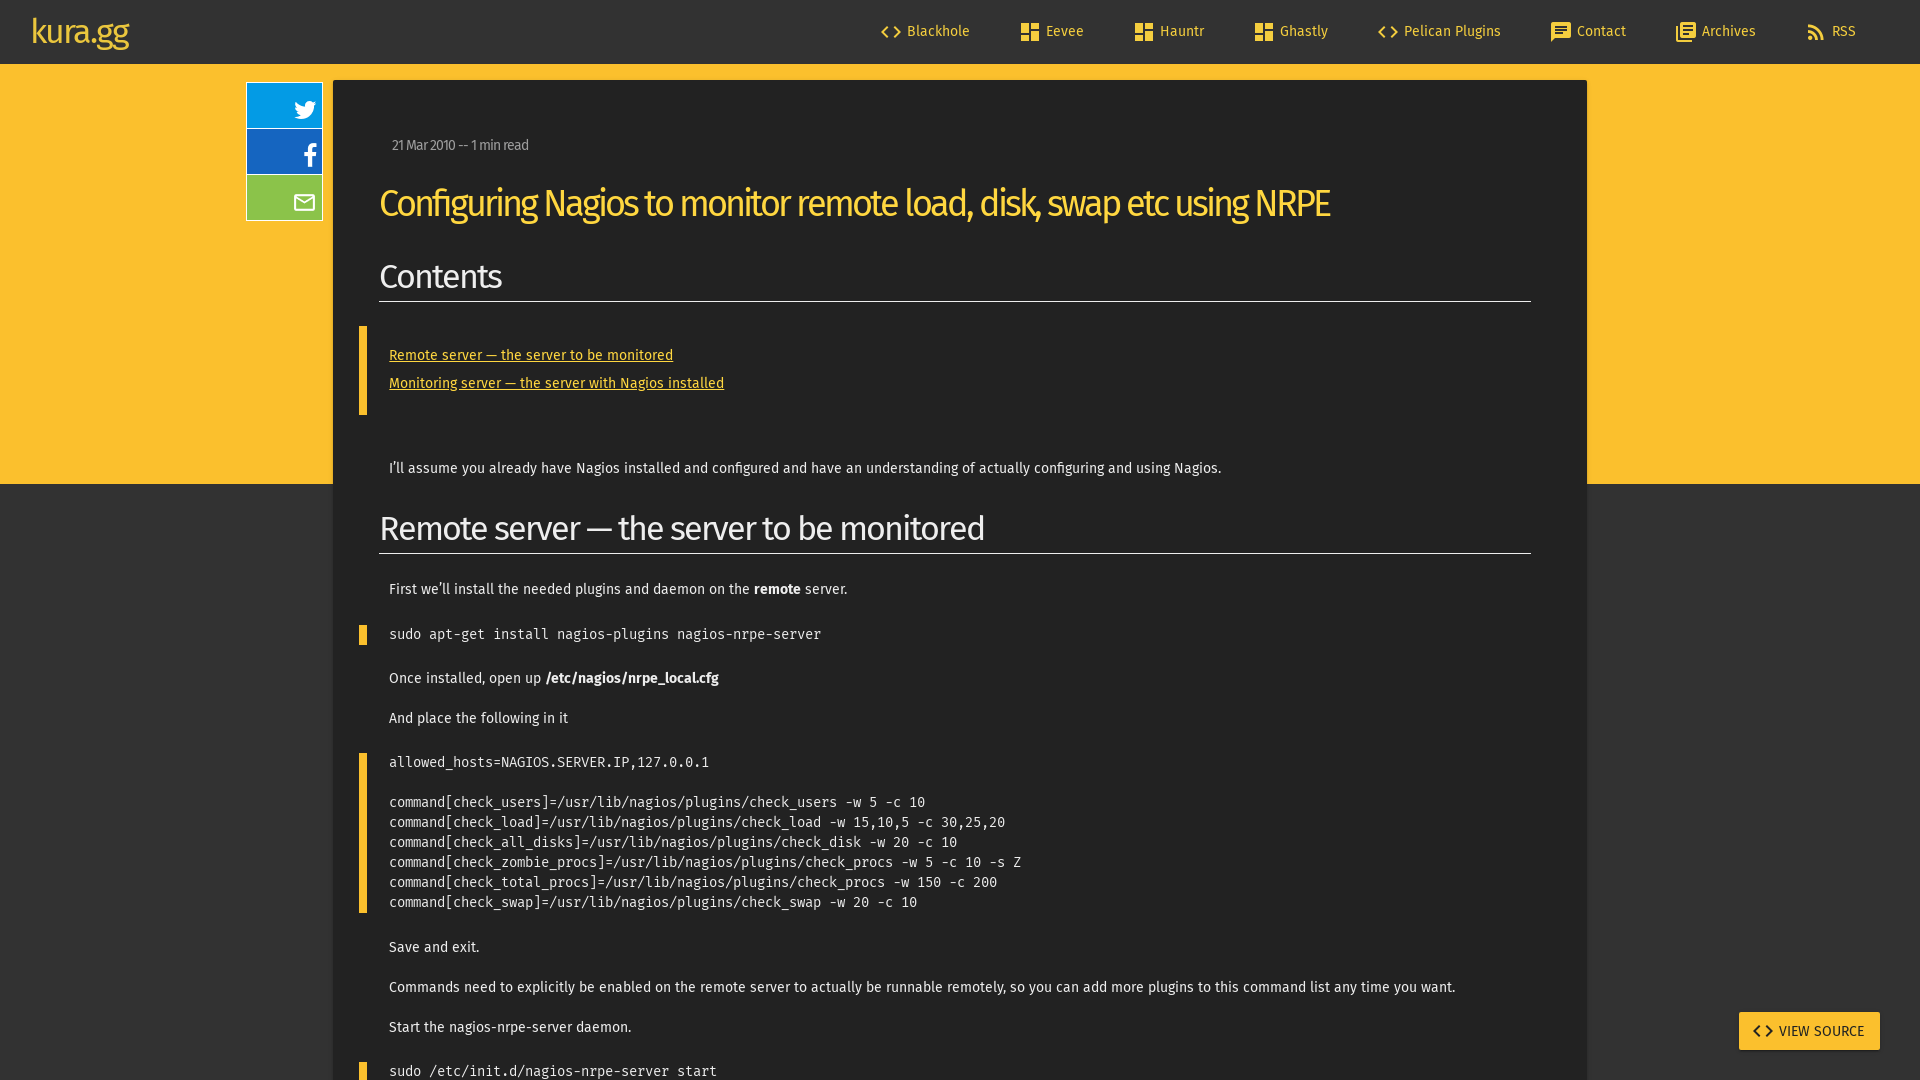 kura.gg
Blackhole
Eevee
Hauntr
Ghastly
Pelican Plugins
Contact
Archives
RSS
21 Mar 2010 -- 1 min read
Configuring Nagios to monitor remote load, disk, swap etc using NRPE
Contents
Remote server — the server to be monitored
Monitoring server — the server with Nagios installed
I’ll assume you already have Nagios installed and configured and have an understanding of actually configuring and using Nagios.
Remote server — the server to be monitored
First we’ll install the needed plugins and daemon on the remote server.
sudo apt-get install nagios-plugins nagios-nrpe-server
Once installed, open up /etc/nagios/nrpe_local.cfg
And place the following in it
allowed_hosts=NAGIOS.SERVER.IP,127.0.0.1
command[check_users]=/usr/lib/nagios/plugins/check_users -w 5 -c 10
command[check_load]=/usr/lib/nagios/plugins/check_load -w 15,10,5 -c 30,25,20
command[check_all_disks]=/usr/lib/nagios/plugins/check_disk -w 20 -c 10
command[check_zombie_procs]=/usr/lib/nagios/plugins/check_procs -w 5 -c 10 -s Z
command[check_total_procs]=/usr/lib/nagios/plugins/check_procs -w 150 -c 200
command[check_swap]=/usr/lib/nagios/plugins/check_swap -w 20 -c 10
Save and exit.
Commands need to explicitly be enabled on the remote server to actually be runnable remotely, so you can add more plugins to this command list any time you want.
Start the nagios-nrpe-server daemon.
VIEW SOURCE
sudo /etc/init.d/nagios-nrpe-server start